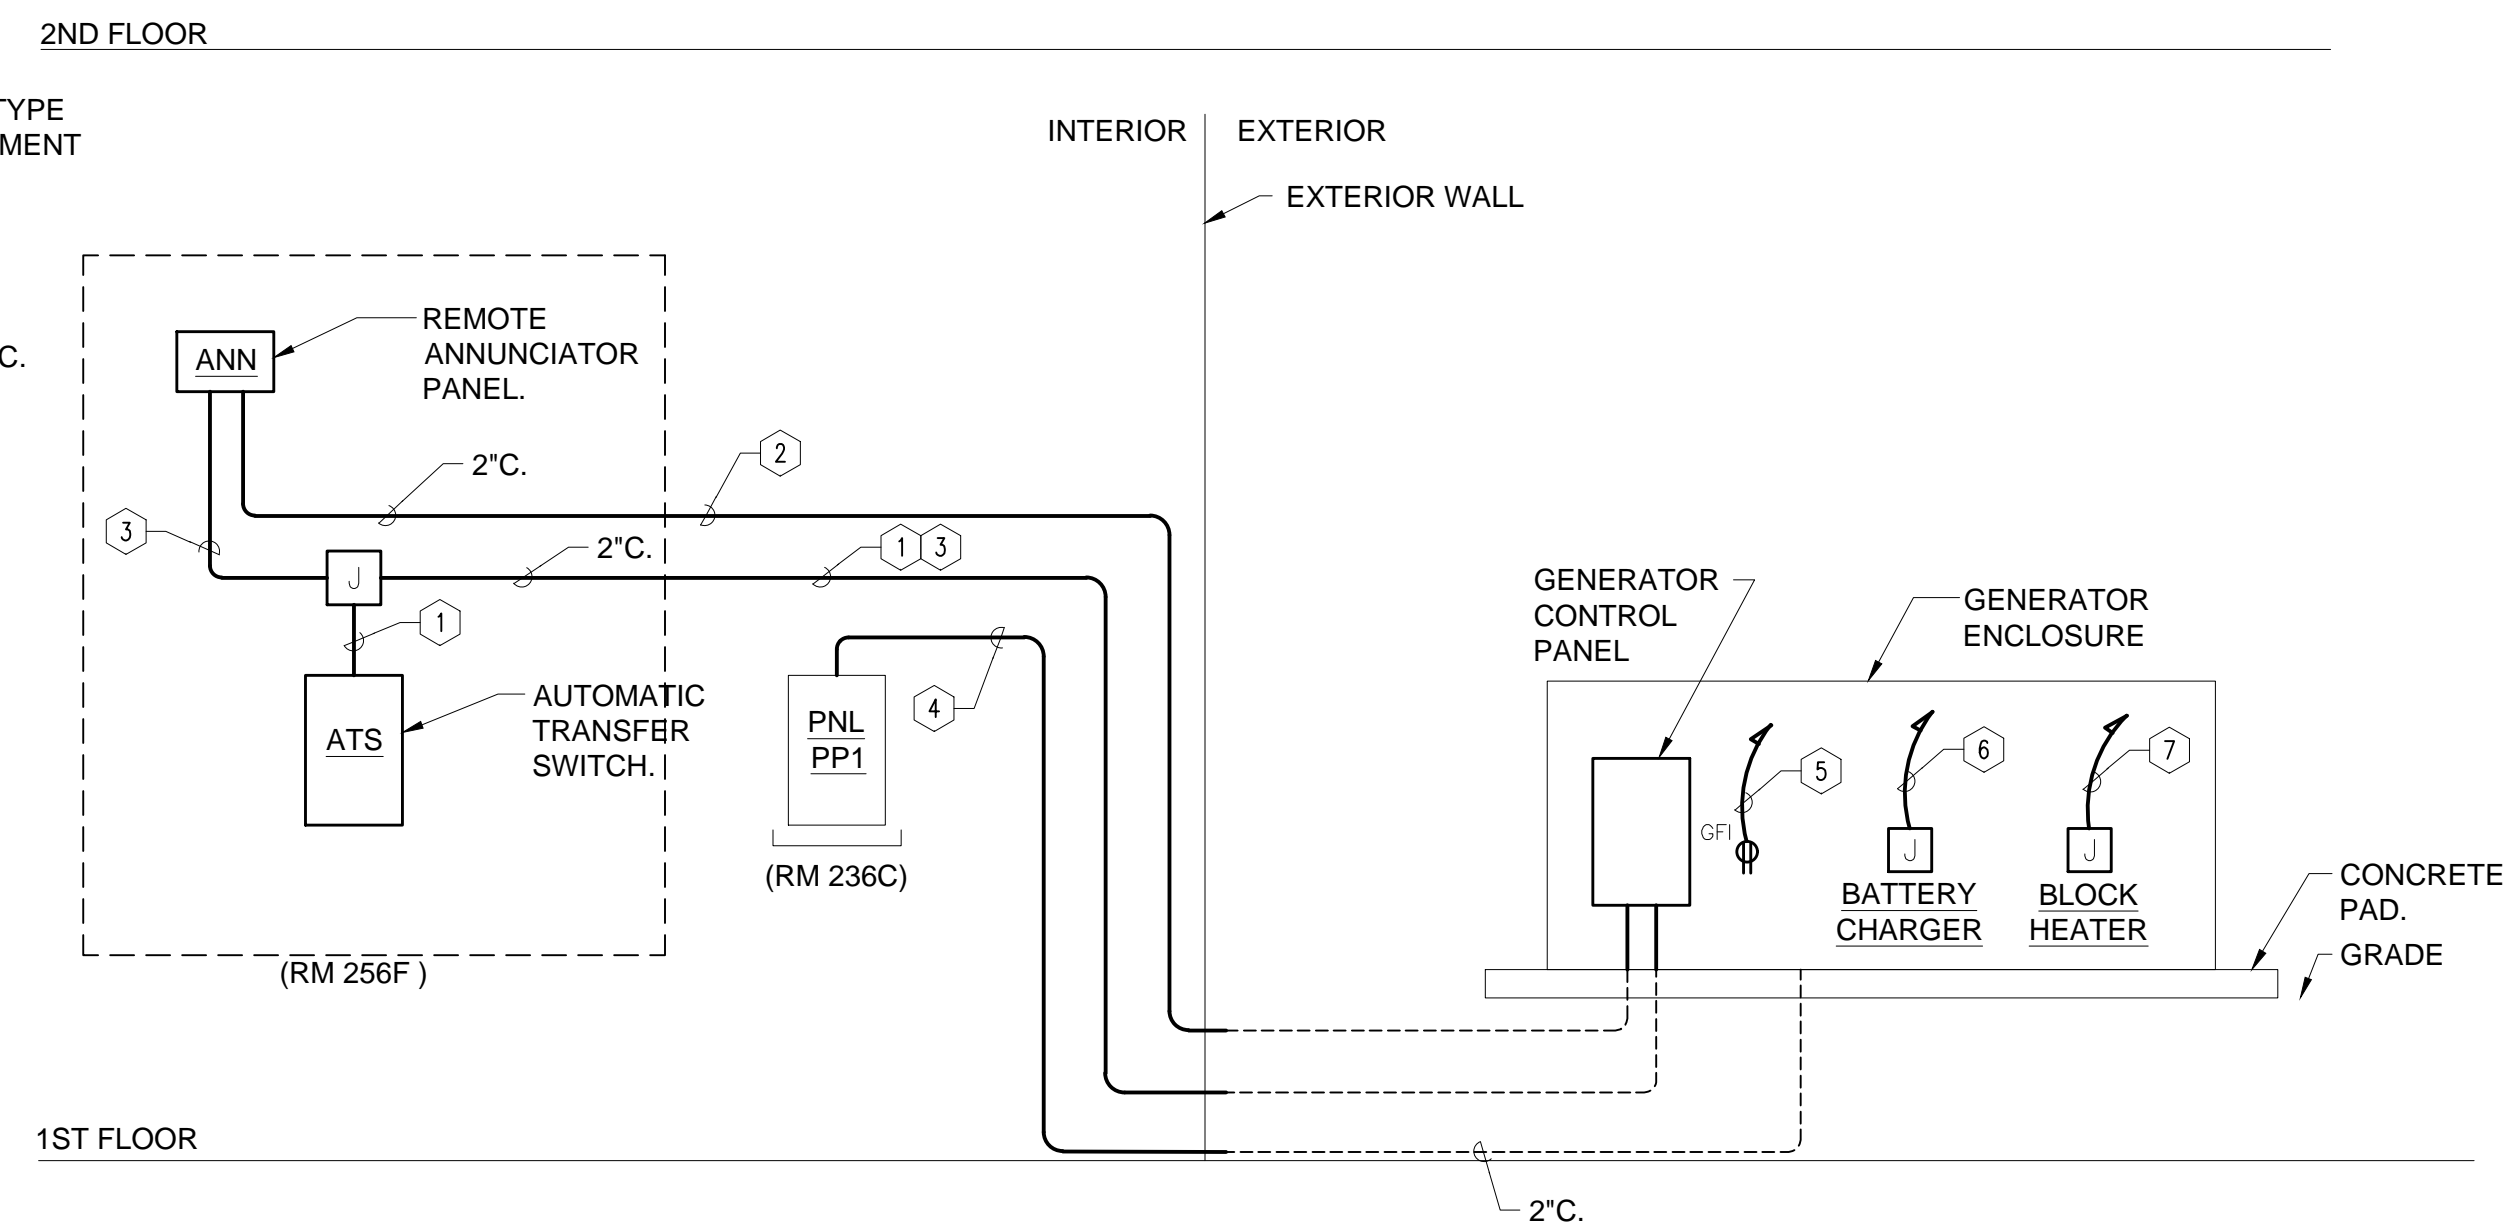 2ND FLOOR
TYPE
MENT
INTERIOR
EXTERIOR
EXTERIOR WALL
C.
ANN
REMOTE
ANNUNCIATOR
PANEL.
2"C.
2
3
2"C.
1
3
J
1
ATS
AUTOMATIC
TRANSFER
SWITCH.
(RM 256F )
PNL
PP1
(RM 236C)
4
GENERATOR
CONTROL
PANEL
GENERATOR
ENCLOSURE
GFI
5
6
J
BATTERY
CHARGER
7
J
BLOCK
HEATER
CONCRETE
PAD.
GRADE
1ST FLOOR
2"C.